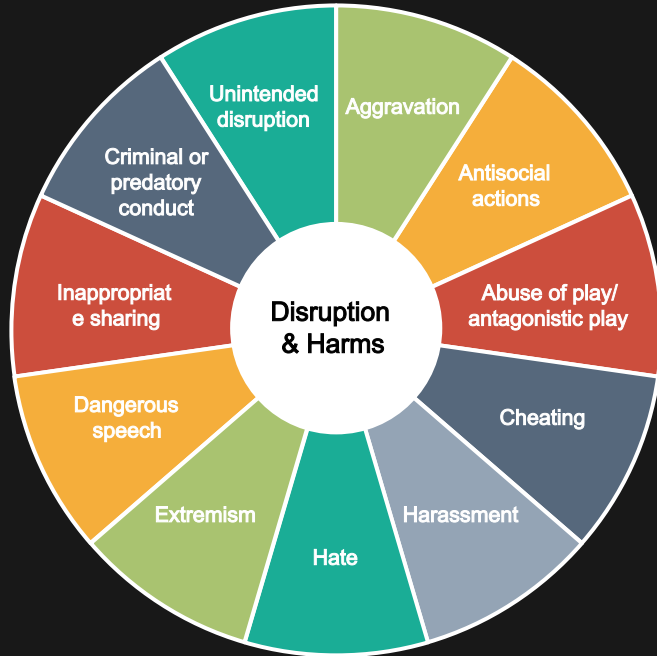 Disruption
& Harms
Aggravation
Antisocial
actions
Abuse of play/
antagonistic play
Cheating
Harassment
Hate
Extremism
Dangerous
speech
Inappropriat
e sharing
Criminal or
predatory
conduct
Unintended
disruption